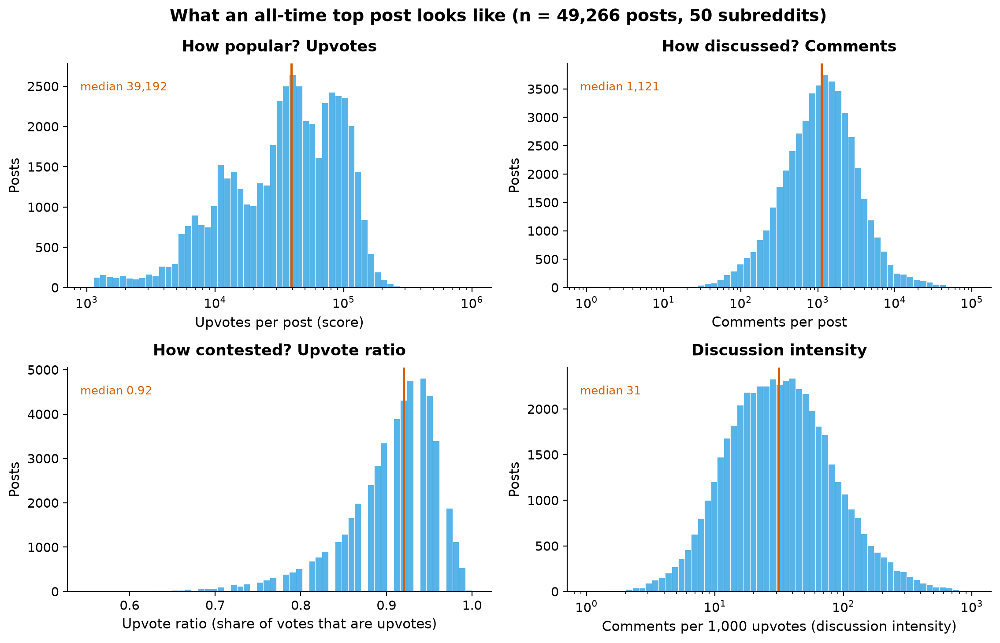 What an all-time top post looks like (n = 49,266 posts, 50 subreddits)
How popular? Upvotes
median 39,192
Posts
2500
2000
1500
1000
500
0
10³
10⁴
10⁵
10⁶
Upvotes per post (score)
How discussed? Comments
median 1,121
Posts
3500
3000
2500
2000
1500
1000
500
0
10⁰
10¹
10²
10³
10⁴
10⁵
Comments per post
How contested? Upvote ratio
median 0.92
Posts
5000
4000
3000
2000
1000
0
0.6
0.7
0.8
0.9
1.0
Upvote ratio (share of votes that are upvotes)
Discussion intensity
median 31
Posts
2000
1500
1000
500
0
10⁰
10¹
10²
10³
Comments per 1,000 upvotes (discussion intensity)